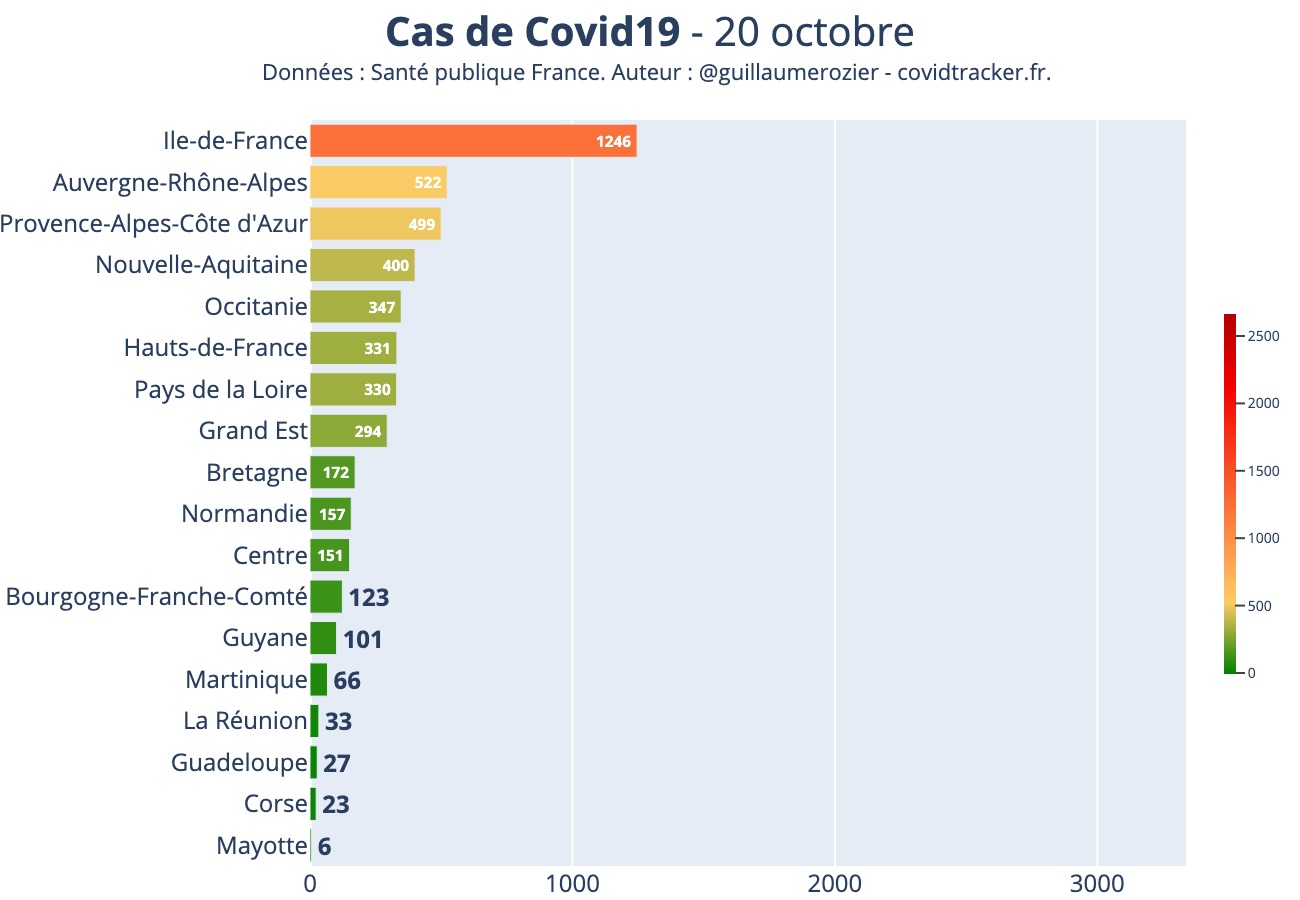 Cas de Covid19 - 20 octobre
Données : Santé publique France. Auteur : @guillaumerozier - covidtracker.fr.
Ile-de-France 1246
Auvergne-Rhône-Alpes 522
Provence-Alpes-Côte d'Azur 499
Nouvelle-Aquitaine 400
Occitanie 347
Hauts-de-France 331
Pays de la Loire 330
Grand Est 294
Bretagne 172
Normandie 157
Centre 151
Bourgogne-Franche-Comté 123
Guyane 101
Martinique 66
La Réunion 33
Guadeloupe 27
Corse 23
Mayotte 6
0 1000 2000 3000
2500
2000
1500
1000
500
0